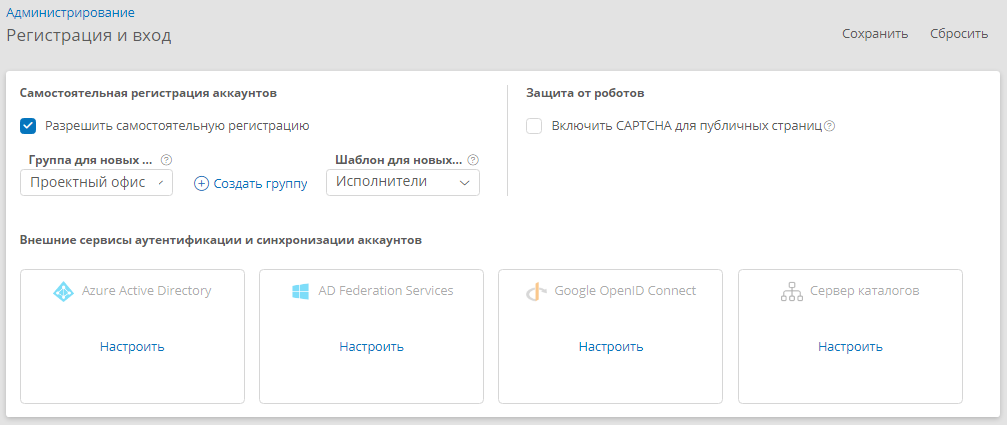 Администрирование
Регистрация и вход
Сохранить Сбросить
Самостоятельная регистрация аккаунтов
Разрешить самостоятельную регистрацию
Группа для новых ...
Шаблон для новых...
Проектный офис
Создать группу
Исполнители
Защита от роботов
Включить CAPTCHA для публичных страниц
Внешние сервисы аутентификации и синхронизации аккаунтов
Azure Active Directory
Настроить
AD Federation Services
Настроить
Google OpenID Connect
Настроить
Сервер каталогов
Настроить